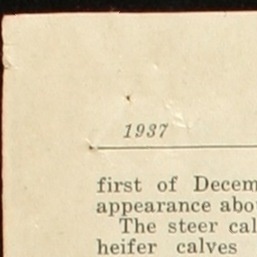 1937
first of Decem
appearance abo
The steer cal
heifer calves